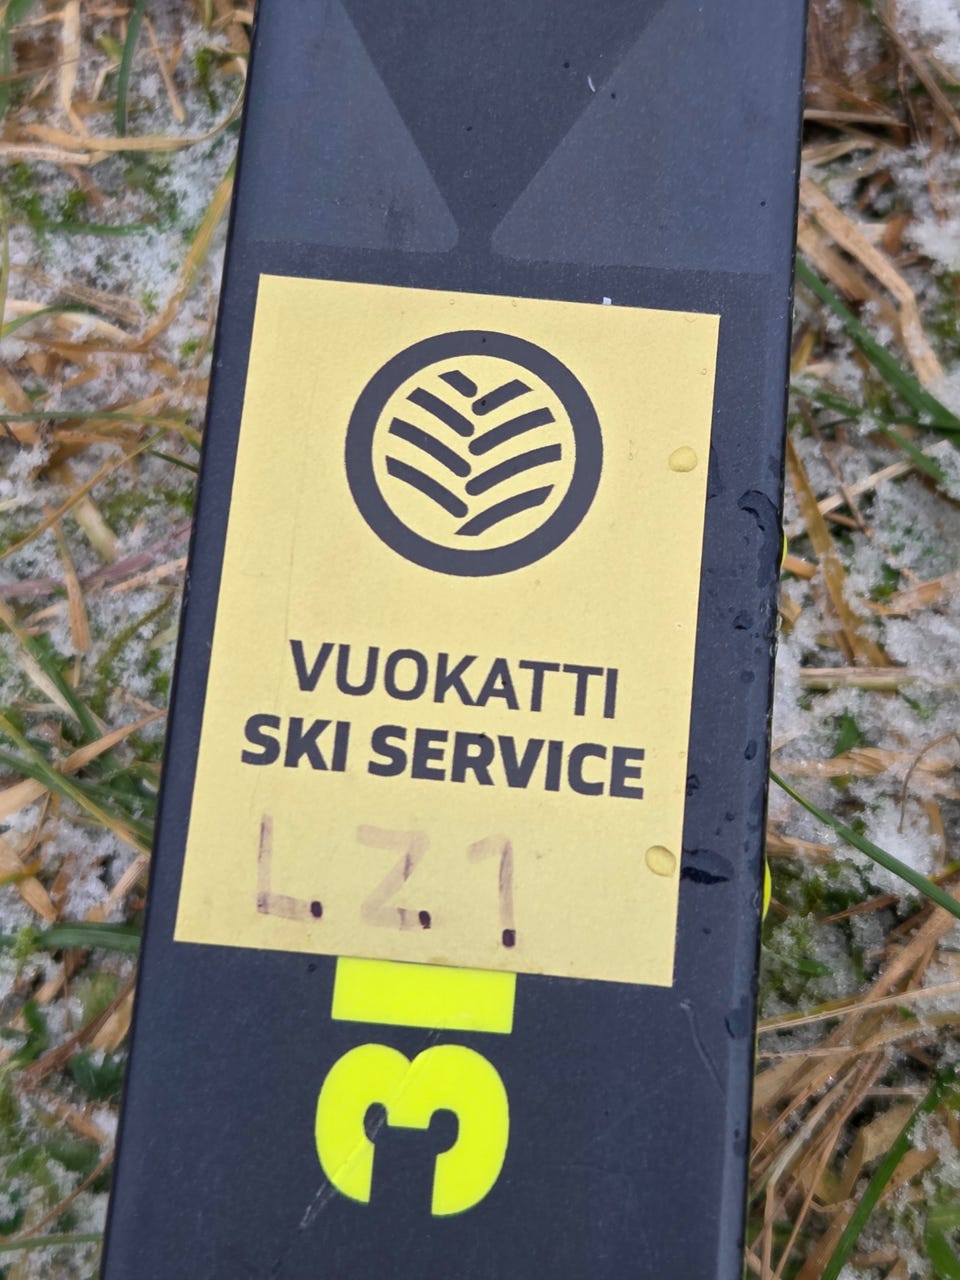 VUOKATTI
SKI SERVICE
L.Z.1